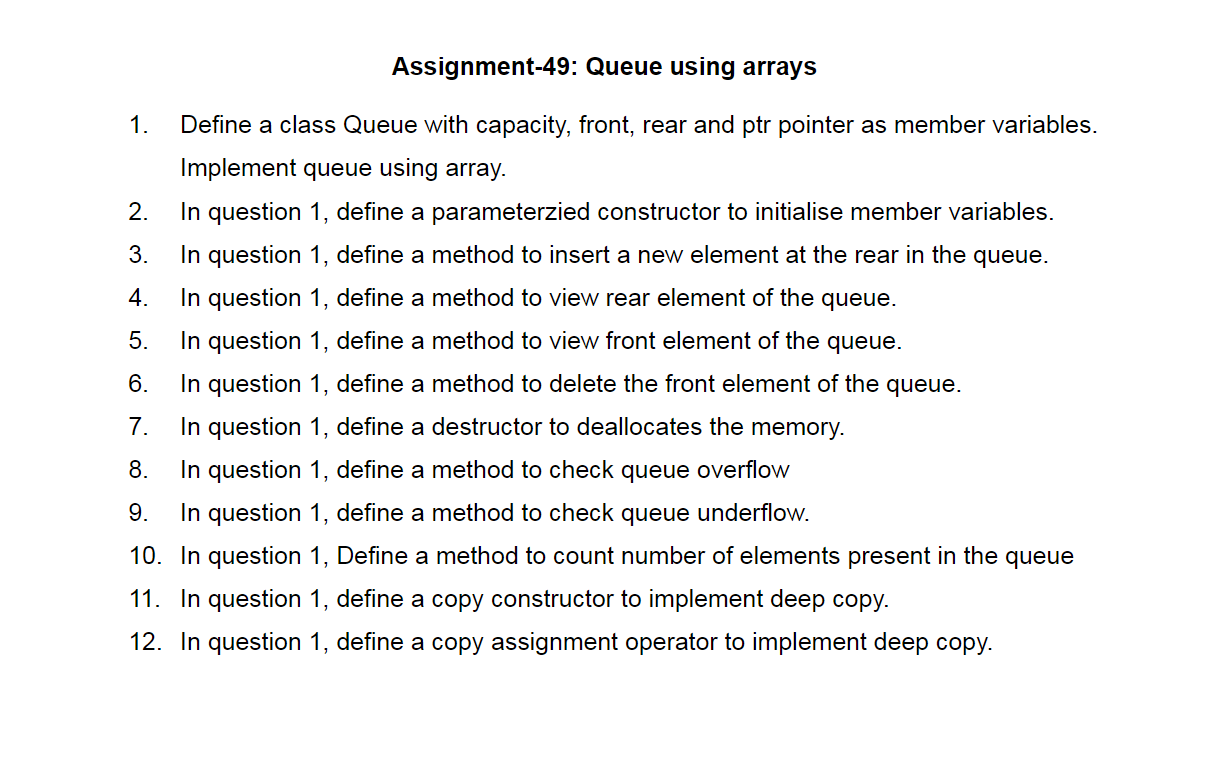 Assignment-49: Queue using arrays
1. Define a class Queue with capacity, front, rear and ptr pointer as member variables.
Implement queue using array.
2. In question 1, define a parameterzied constructor to initialise member variables.
3. In question 1, define a method to insert a new element at the rear in the queue.
4. In question 1, define a method to view rear element of the queue.
5. In question 1, define a method to view front element of the queue.
6. In question 1, define a method to delete the front element of the queue.
7. In question 1, define a destructor to deallocates the memory.
8. In question 1, define a method to check queue overflow
9. In question 1, define a method to check queue underflow.
10. In question 1, Define a method to count number of elements present in the queue
11. In question 1, define a copy constructor to implement deep copy.
12. In question 1, define a copy assignment operator to implement deep copy.